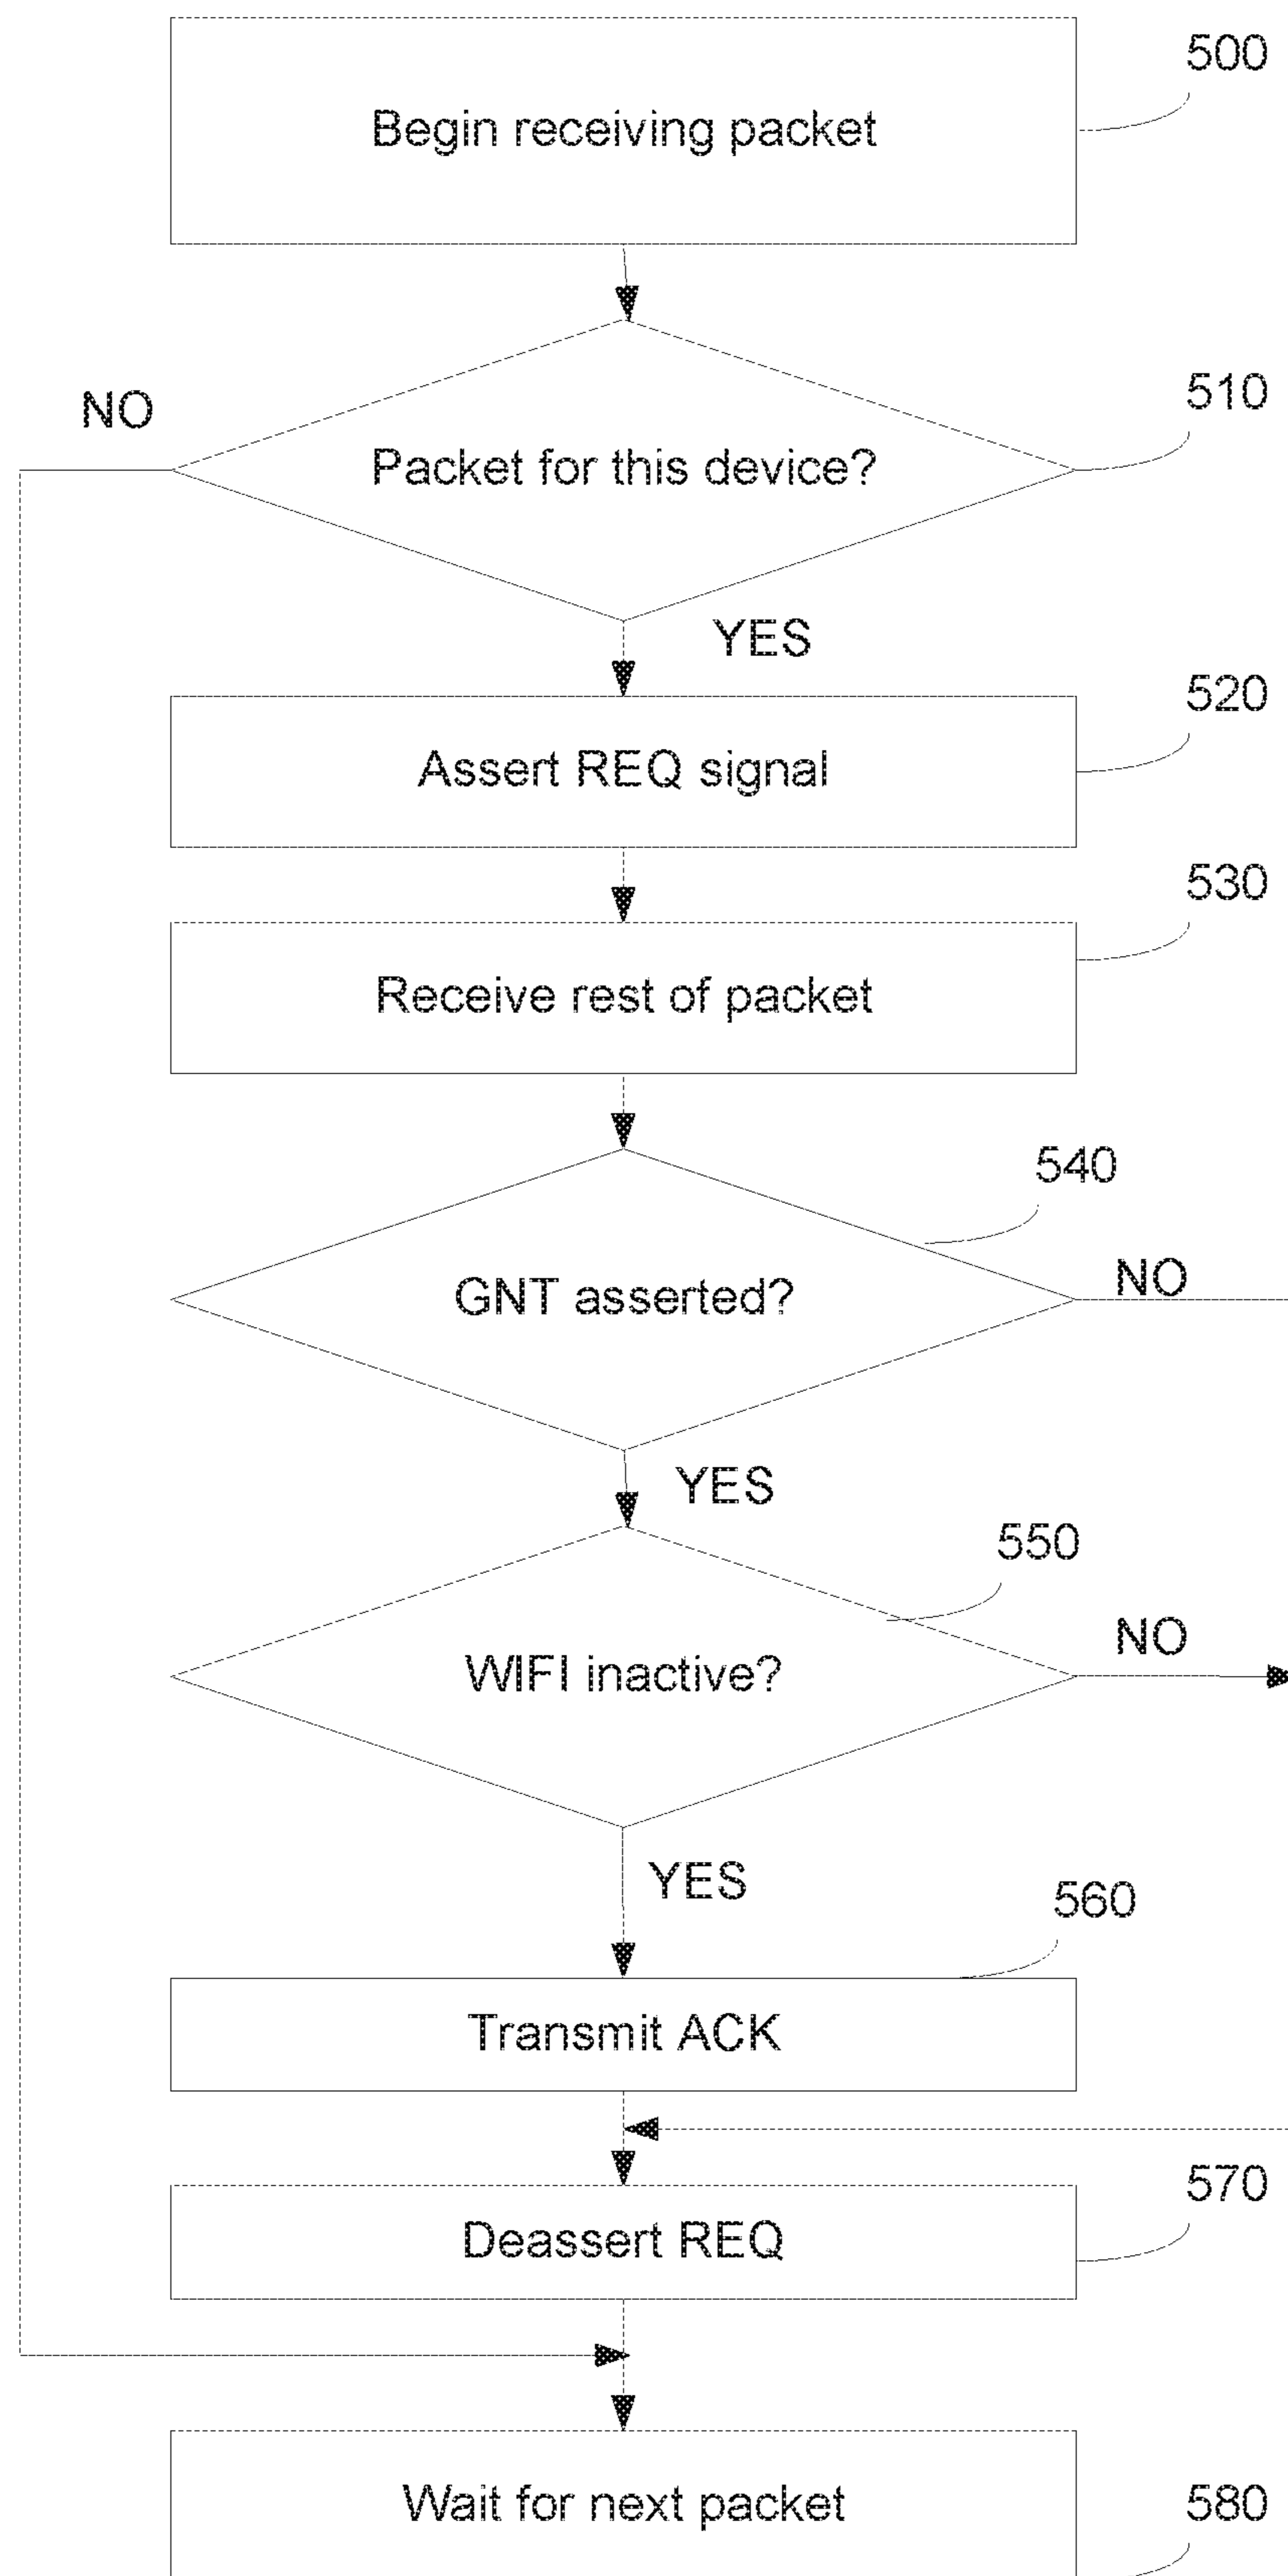 500
Begin receiving packet
510
NO
Packet for this device?
YES
520
Assert REQ signal
530
Receive rest of packet
540
NO
GNT asserted?
YES
550
NO
WIFI inactive?
YES
560
Transmit ACK
570
Deassert REQ
Wait for next packet
580